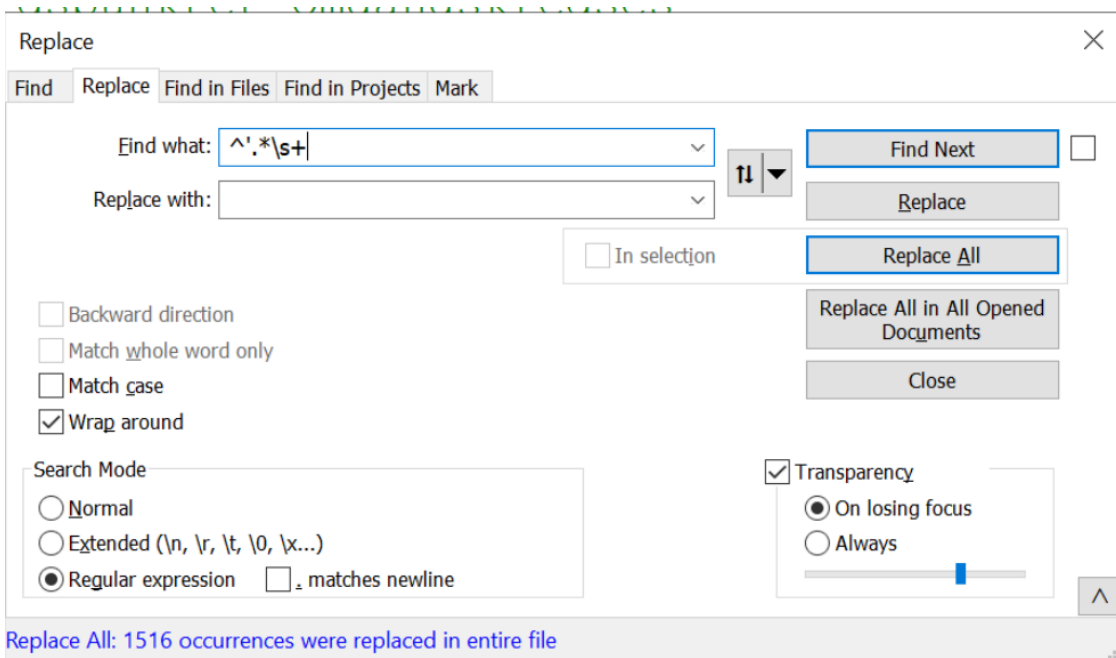 Replace
Find Replace Find in Files Find in Projects Mark
Find what: ^'.*\s+ Find Next
Replace with: Replace
In selection Replace All
Backward direction Replace All in All Opened
Documents
Match whole word only
Match case Close
Wrap around
Search Mode Transparency
Normal On losing focus
Extended (\n, \r, \t, \0, \x...) Always
Regular expression . matches newline
Replace All: 1516 occurrences were replaced in entire file